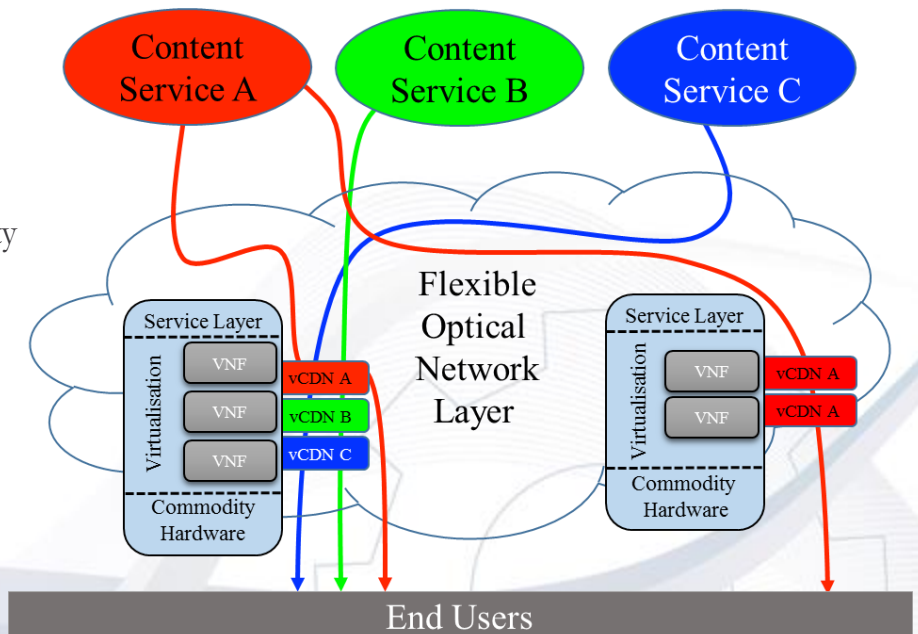 Content
Service A
Content
Service B
Content
Service C
ty
Flexible
Optical
Network
Layer
Service Layer
Virtualisation
VNF
VNF
VNF
vCDN A
vCDN B
vCDN C
Commodity
Hardware
Service Layer
Virtualisation
VNF
VNF
vCDN A
vCDN A
Commodity
Hardware
End Users